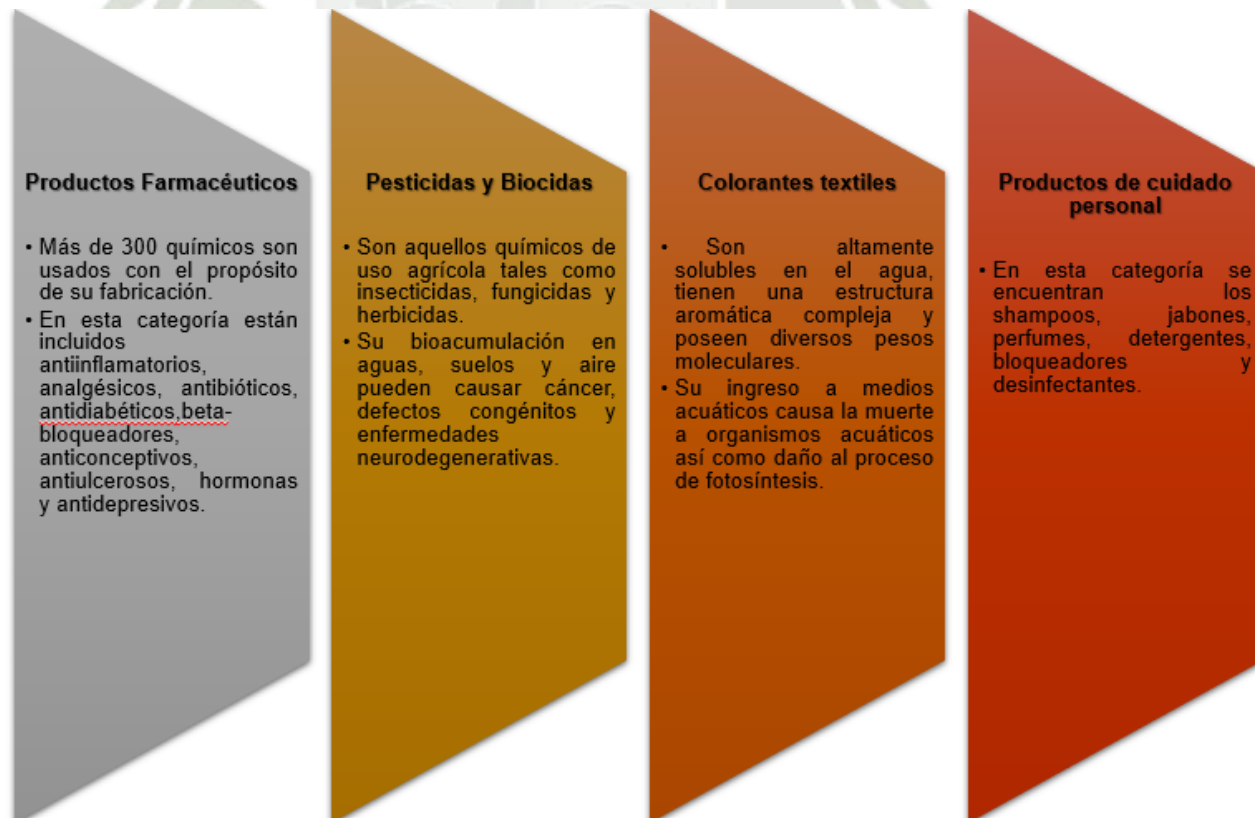 Productos Farmacéuticos
• Más de 300 químicos son
usados con el propósito
de su fabricación.
• En esta categoría están
incluidos
antiinflamatorios,
analgésicos, antibióticos,
antidiabéticos,beta-
bloqueadores,
anticonceptivos,
antiulcerosos, hormonas
y antidepresivos.
Pesticidas y Biocidas
• Son aquellos químicos de
uso agrícola tales como
insecticidas, fungicidas y
herbicidas.
• Su bioacumulación en
aguas, suelos y aire
pueden causar cáncer,
defectos congénitos y
enfermedades
neurodegenerativas.
Colorantes textiles
• Son altamente
solubles en el agua,
tienen una estructura
aromática compleja y
poseen diversos pesos
moleculares.
• Su ingreso a medios
acuáticos causa la muerte
a organismos acuáticos
así como daño al proceso
de fotosíntesis.
Productos de cuidado
personal
• En esta categoría se
encuentran los
shampoos, jabones,
perfumes, detergentes,
bloqueadores y
desinfectantes.